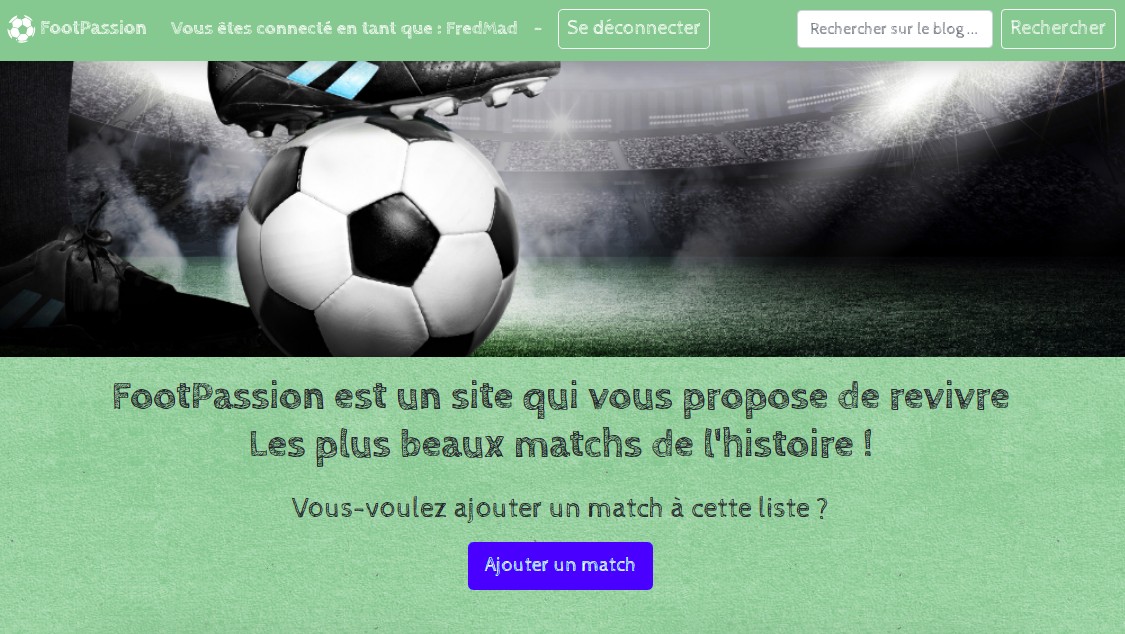 FootPassion Vous êtes connecté en tant que : FredMad - Se déconnecter Rechercher sur le blog ... Rechercher
FootPassion est un site qui vous propose de revivre
Les plus beaux matchs de l'histoire !
Vous-voulez ajouter un match à cette liste ?
Ajouter un match